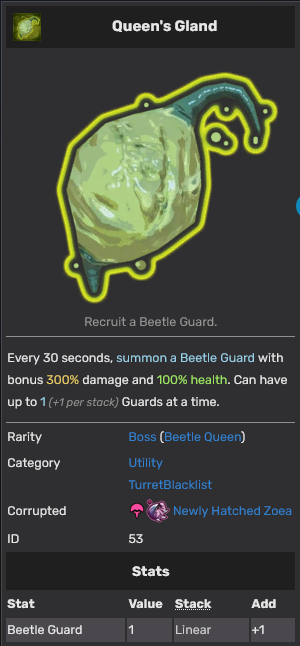 Queen's Gland
Recruit a Beetle Guard.
Every 30 seconds, summon a Beetle Guard with
bonus 300% damage and 100% health. Can have
up to 1 (+1 per stack) Guards at a time.
Rarity Boss (Beetle Queen)
Category Utility
TurretBlacklist
Corrupted Newly Hatched Zoea
ID 53
Stats
Stat Value Stack Add
Beetle Guard 1 Linear +1